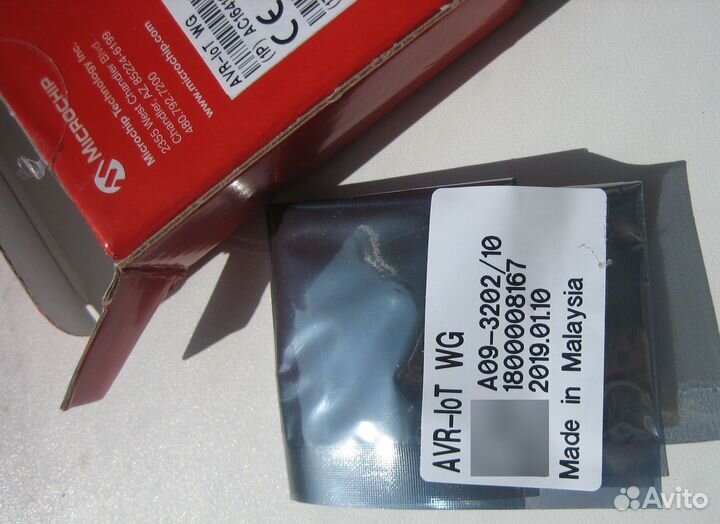 MICROCHIP
Microchip Technology Inc.
2355 West Chandler Blvd.
Chandler, AZ 85224-6199
480.792.7200
www.microchip.com
AVR-IoT WG
CE
AVR-IoT WG
A09-3202/10
1800008167
2019.01.10
Made in Malaysia
Avito